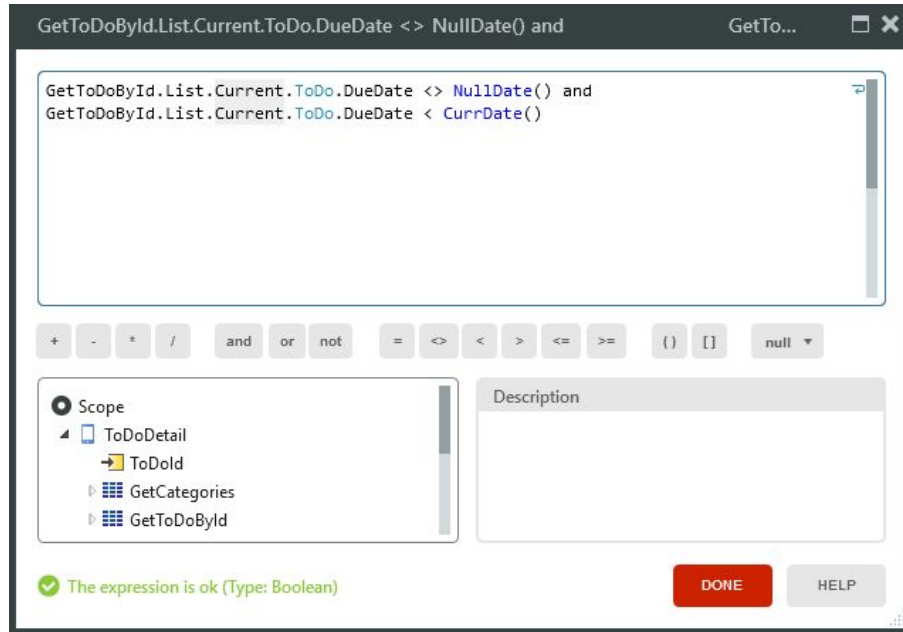 GetToDoById.List.Current.ToDo.DueDate <> NullDate() and GetTo...
GetToDoById.List.Current.ToDo.DueDate <> NullDate() and
GetToDoById.List.Current.ToDo.DueDate < CurrDate()
+ - * / and or not = <> < > <= >= () [] null
Scope
ToDoDetail
ToDoId
GetCategories
GetToDoById
Description
The expression is ok (Type: Boolean)
DONE HELP